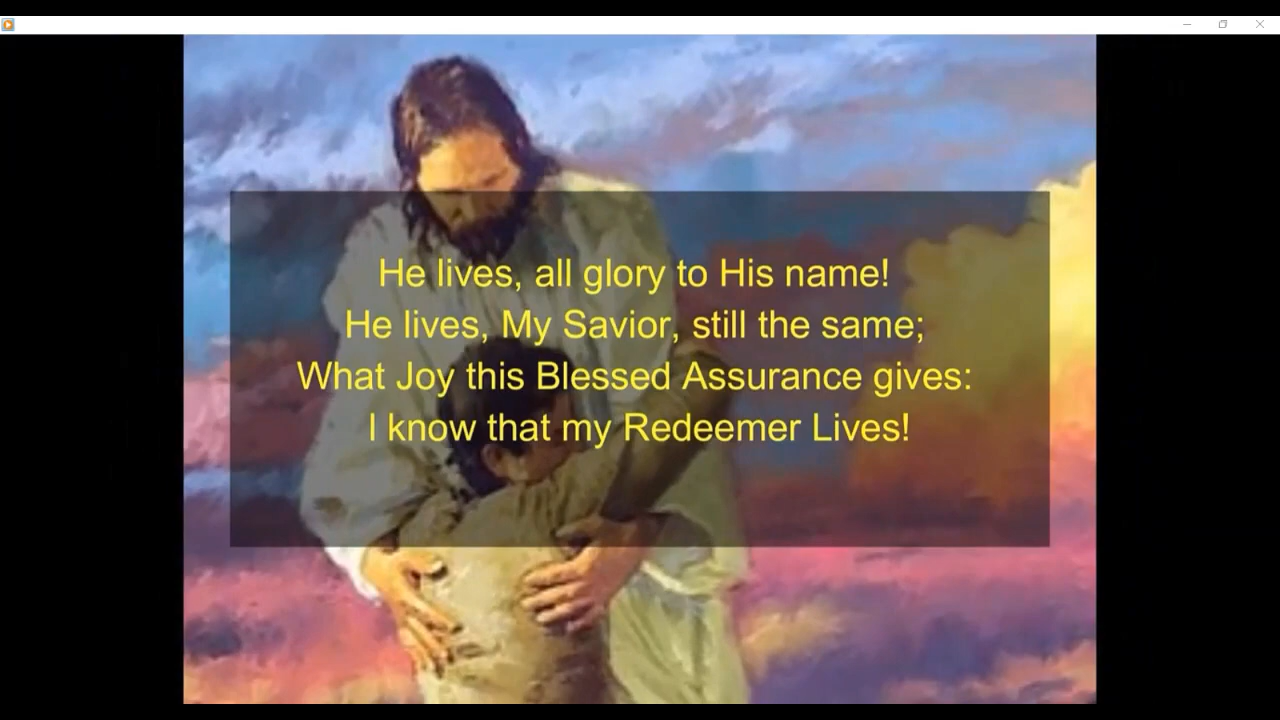 He lives, all glory to His name!
He lives, My Savior, still the same;
What Joy this Blessed Assurance gives:
I know that my Redeemer Lives!